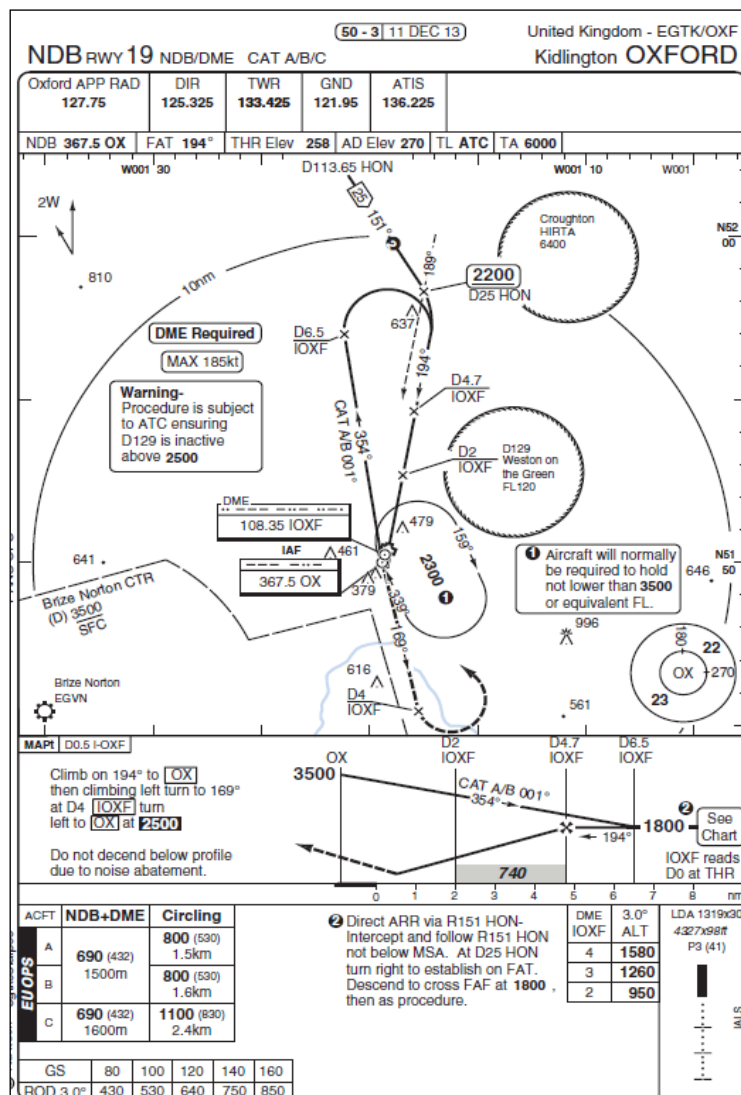 50 - 3 11 DEC 13
United Kingdom - EGTK/OXF
NDB RWY 19 NDB/DME CAT A/B/C
Kidlington OXFORD
Oxford APP RAD
127.75
DIR
125.325
TWR
133.425
GND
121.95
ATIS
136.225
NDB 367.5 OX FAT 194° THR Elev 258 AD Elev 270 TL ATC TA 6000
W001 30
D113.65 HON
W001 10
W001
2W
25
151°
Croughton
HIRTA
6400
N52
00
810
10nm
189°
2200
D25 HON
DME Required
D6.5
IOXF
637
MAX 185kt
194°
Warning-
Procedure is subject
to ATC ensuring
D129 is inactive
above 2500
D4.7
IOXF
354°
CAT A/B 001°
D2
IOXF
D129
Weston on
the Green
FL120
DME
108.35 IOXF
479
159°
IAF
461
367.5 OX
379
2300
1
641
1 Aircraft will normally
be required to hold
not lower than 3500
or equivalent FL.
646
N51
50
Brize Norton CTR
(D) 3500
SFC
339°
169°
996
180
22
OX
270
23
616
D4
IOXF
Brize Norton
EGVN
561
MAPt D0.5 I-OXF
OX
D2
IOXF
D4.7
IOXF
D6.5
IOXF
Climb on 194° to OX
then climbing left turn to 169°
at D4 IOXF turn
left to OX at 2500
Do not decend below profile
due to noise abatement.
3500
CAT A/B 001°
354°
2
1800
See
Chart
194°
IOXF reads
D0 at THR
740
0 1 2 3 4 5 6 7 8 nm
ACFT NDB+DME Circling
EU OPS
A
690 (432)
1500m
800 (530)
1.5km
B
800 (530)
1.6km
C
690 (432)
1600m
1100 (830)
2.4km
2 Direct ARR via R151 HON-
Intercept and follow R151 HON
not below MSA. At D25 HON
turn right to establish on FAT.
Descend to cross FAF at 1800 ,
then as procedure.
DME
IOXF
3.0°
ALT
4 1580
3 1260
2 950
LDA 1319x30
4327x98ft
P3 (41)
IALS
GS 80 100 120 140 160
ROD 3.0° 430 530 640 750 850